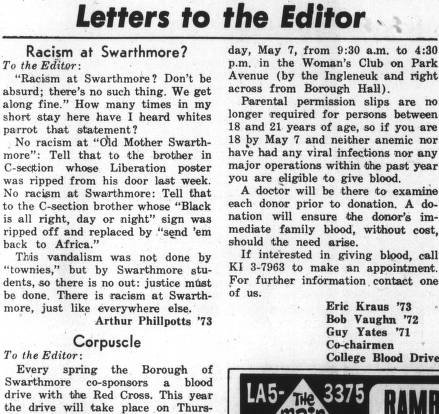 Letters to the Editor
Racism at Swarthmore?
To the Editor:
"Racism at Swarthmore? Don't be
absurd; there's no such thing. We get
along fine." How many times in my
short stay here have I heard whites
parrot that statement?
No racism at "Old Mother Swarth-
more": Tell that to the brother in
C-section whose Liberation poster
was ripped from his door last week.
No racism at Swarthmore: Tell that
to the C-section brother whose "Black
is all right, day or night" sign was
ripped off and replaced by "send 'em
back to Africa."
This vandalism was not done by
"townies," but by Swarthmore stu-
dents, so there is no out: justice must
be done. There is racism at Swarth-
more, just like everywhere else.
Arthur Phillpotts '73
Corpuscle
To the Editor:
Every spring the Borough of
Swarthmore co-sponsors a blood
drive with the Red Cross. This year
the drive will take place on Thurs-
day, May 7, from 9:30 a.m. to 4:30
p.m. in the Woman's Club on Park
Avenue (by the Ingleneuk and right
across from Borough Hall).
Parental permission slips are no
longer required for persons between
18 and 21 years of age, so if you are
18 by May 7 and neither anemic nor
have had any viral infections nor any
major operations within the past year
you are eligible to give blood.
A doctor will be there to examine
each donor prior to donation. A do-
nation will ensure the donor's im-
mediate family blood, without cost,
should the need arise.
If interested in giving blood, call
KI 3-7963 to make an appointment.
For further information contact one
of us.
Eric Kraus '73
Bob Vaughn '72
Guy Yates '71
Co-chairmen
College Blood Drive
LA5- The 3375
main
RAMB